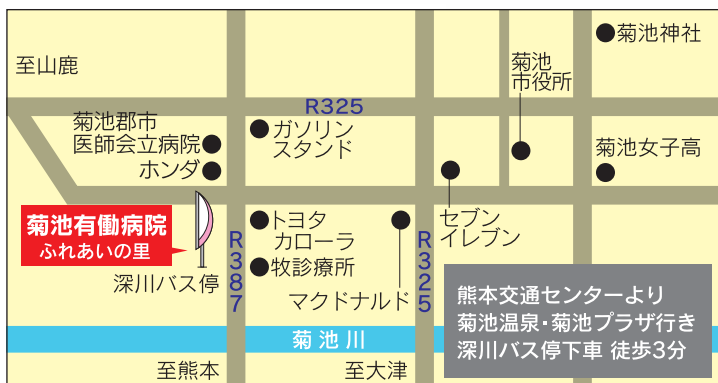 菊池神社
至山鹿
菊池
市役所
R325
菊池郡市
医師会立病院
ホンダ
ガソリン
スタンド
菊池女子高
菊池有働病院
ふれあいの里
深川バス停
R387
トヨタ
カローラ
牧診療所
マクドナルド
R325
セブン
イレブン
熊本交通センターより
菊池温泉・菊池プラザ行き
深川バス停下車 徒歩3分
菊池川
至熊本
至大津